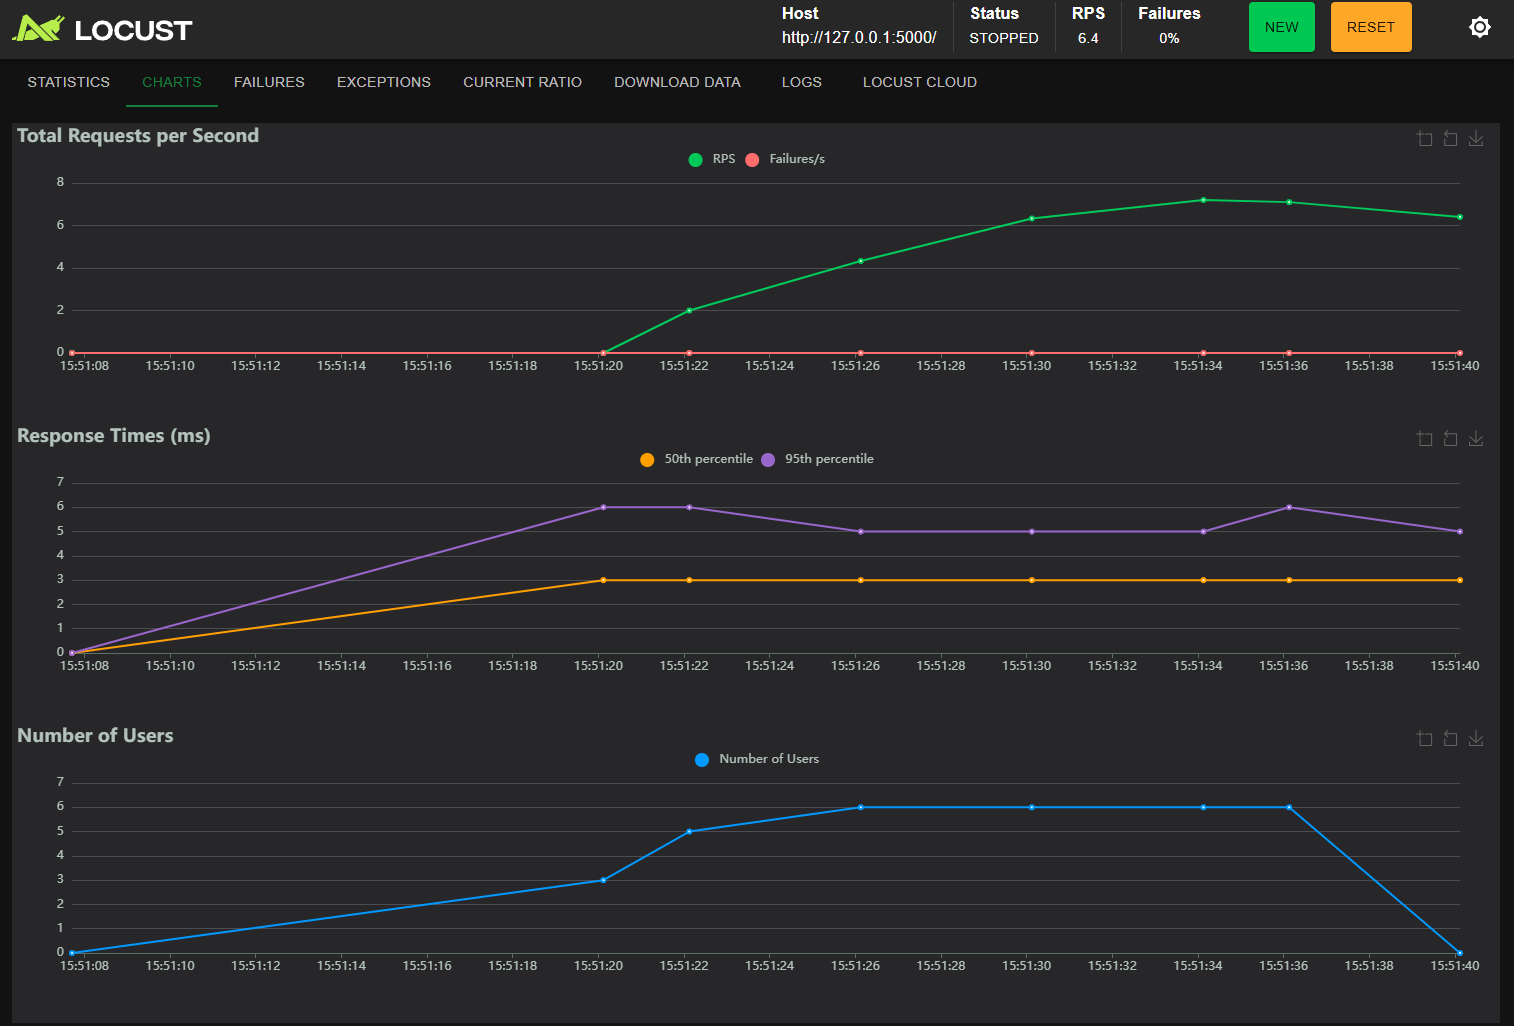 LOCUST
Host
http://127.0.0.1:5000/
Status
STOPPED
RPS
6.4
Failures
0%
NEW
RESET
STATISTICS CHARTS FAILURES EXCEPTIONS CURRENT RATIO DOWNLOAD DATA LOGS LOCUST CLOUD
Total Requests per Second
RPS Failures/s
8
6
4
2
0
15:51:08 15:51:10 15:51:12 15:51:14 15:51:16 15:51:18 15:51:20 15:51:22 15:51:24 15:51:26 15:51:28 15:51:30 15:51:32 15:51:34 15:51:36 15:51:38 15:51:40
Response Times (ms)
50th percentile 95th percentile
7
6
5
4
3
2
1
0
15:51:08 15:51:10 15:51:12 15:51:14 15:51:16 15:51:18 15:51:20 15:51:22 15:51:24 15:51:26 15:51:28 15:51:30 15:51:32 15:51:34 15:51:36 15:51:38 15:51:40
Number of Users
Number of Users
7
6
5
4
3
2
1
0
15:51:08 15:51:10 15:51:12 15:51:14 15:51:16 15:51:18 15:51:20 15:51:22 15:51:24 15:51:26 15:51:28 15:51:30 15:51:32 15:51:34 15:51:36 15:51:38 15:51:40